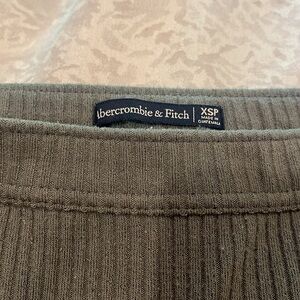 Abercrombie & Fitch
XSP
MADE IN
GUATEMALA